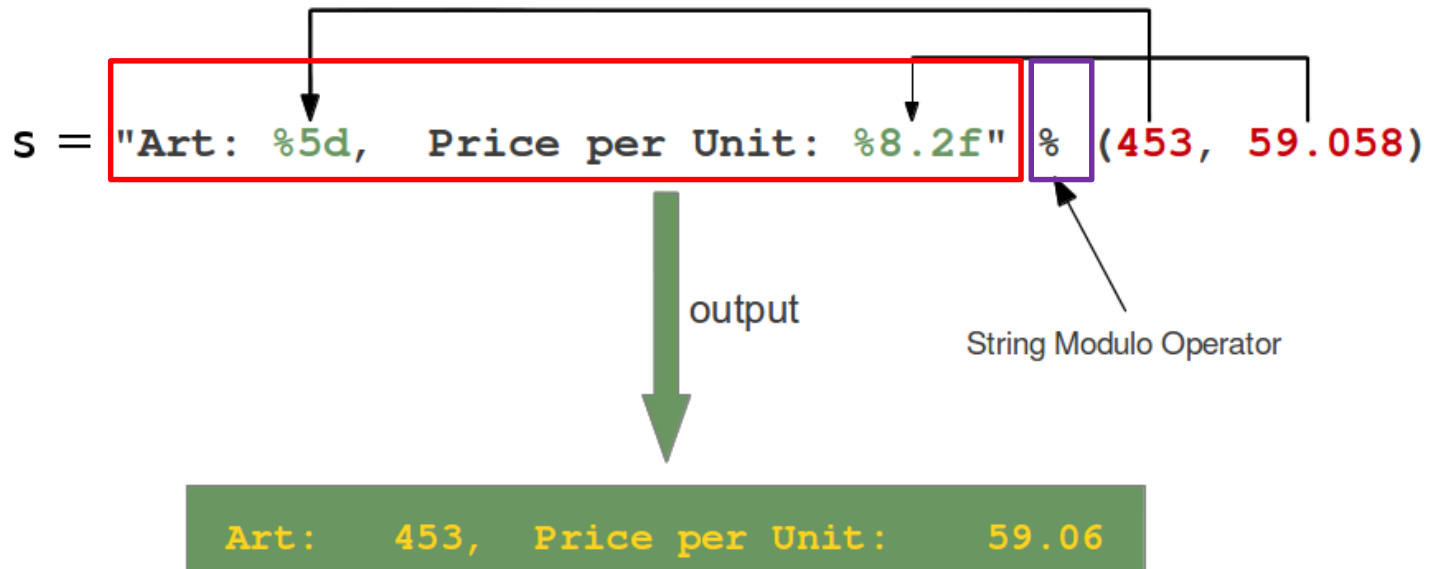 s = "Art: %5d,  Price per Unit: %8.2f" % (453, 59.058)
output
String Modulo Operator
Art:   453,  Price per Unit:    59.06